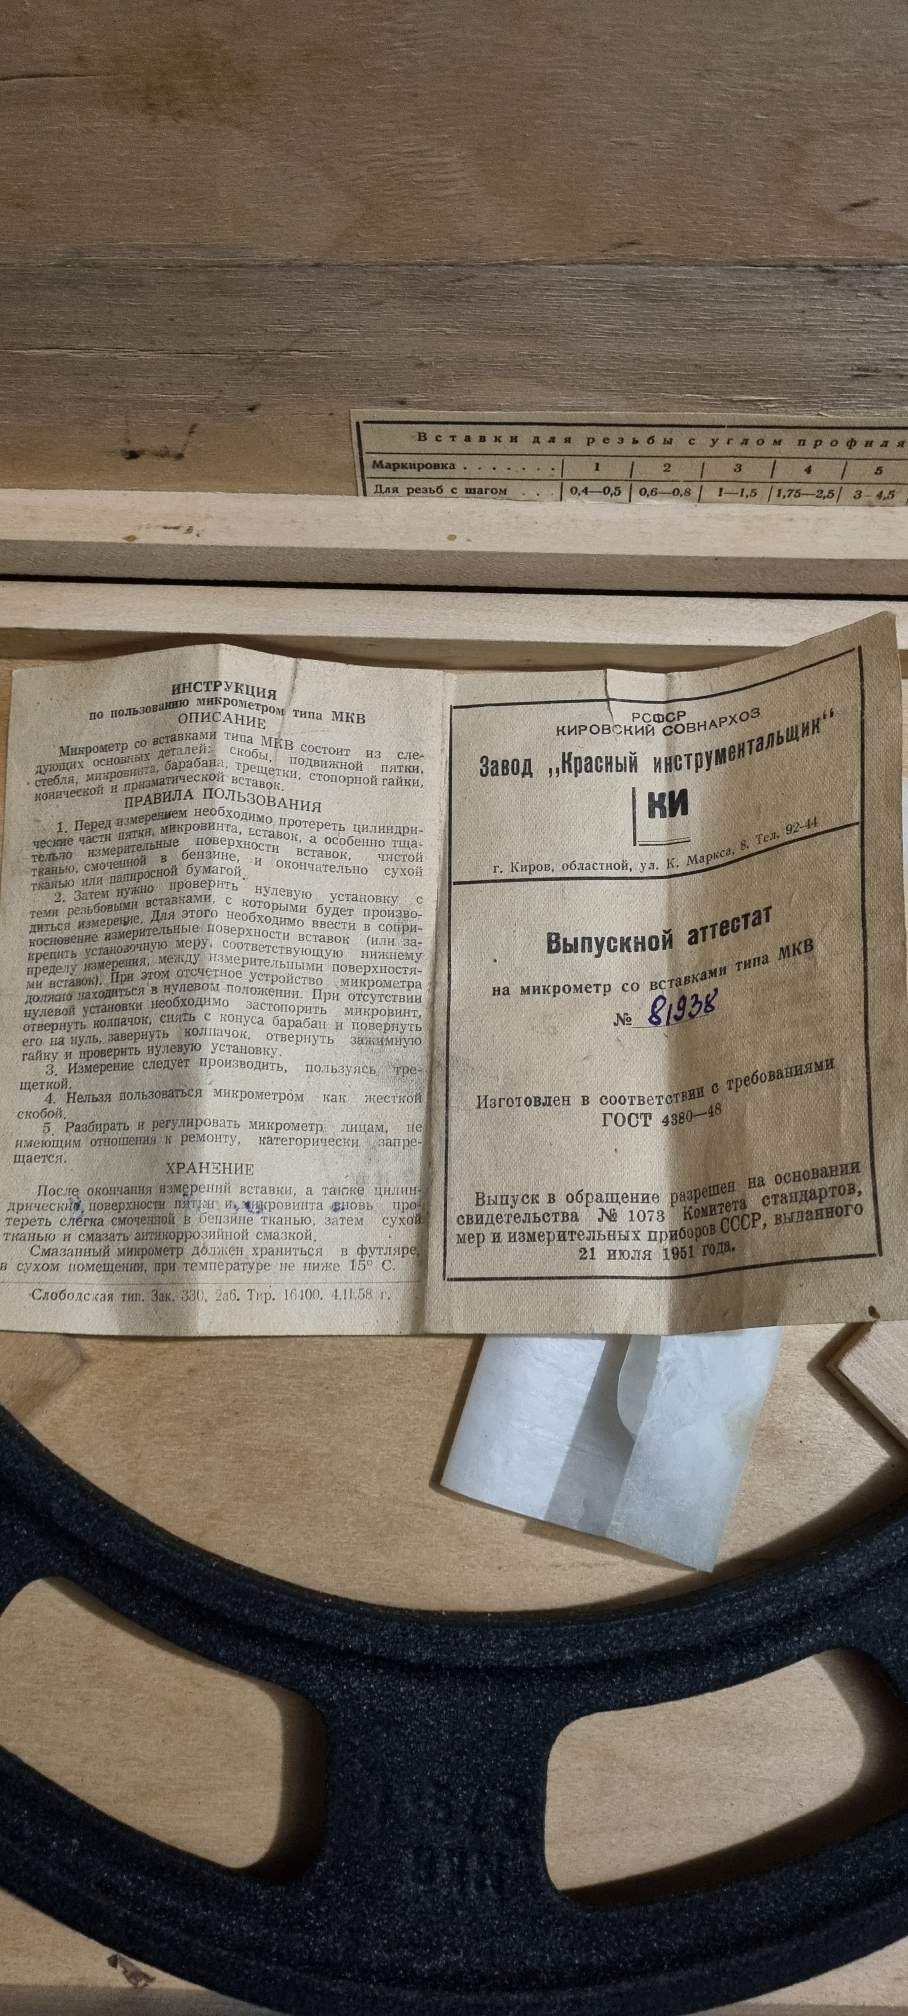 Вставки для резьбы с углом профиля
Маркировка . . . . . . . 1 2 3 4 5
Для резьб с шагом . . . 0,4—0,5 0,6—0,8 1—1,5 1,75—2,5 3—4,5
ИНСТРУКЦИЯ
по пользованию микрометром типа МКВ
ОПИСАНИЕ
Микрометр со вставками типа МКВ состоит из сле-
дующих основных деталей: скобы, подвижной пятки,
стебля, микровинта, барабана, трещетки, стопорной гайки,
конической и призматической вставок.
ПРАВИЛА ПОЛЬЗОВАНИЯ
1. Перед измерением необходимо протереть цилиндри-
ческие части пятки, микровинта, вставок, а особенно тща-
тельно измерительные поверхности вставок, чистой
тканью, смоченной в бензине, и окончательно сухой
тканью или папиросной бумагой.
2. Затем нужно проверить нулевую установку с
теми резьбовыми вставками, с которыми будет произво-
диться измерение. Для этого необходимо ввести в сопри-
косновение измерительные поверхности вставок (или за-
крепить установочную меру, соответствующую нижнему
пределу измерения, между измерительными поверхностя-
ми вставок). При этом отсчетное устройство микрометра
должно находиться в нулевом положении. При отсутствии
нулевой установки необходимо застопорить микровинт,
отвернуть колпачок, снять с конуса барабан и повернуть
его на нуль, завернуть колпачок, отвернуть зажимную
гайку и проверить нулевую установку.
3. Измерение следует производить, пользуясь тре-
щеткой.
4. Нельзя пользоваться микрометром как жесткой
скобой.
5. Разбирать и регулировать микрометр лицам, не
имеющим отношения к ремонту, категорически запре-
щается.
ХРАНЕНИЕ
После окончания измерений вставки, а также цилин-
дрические поверхности пятки и микровинта вновь про-
тереть слегка смоченной в бензине тканью, затем сухой
тканью и смазать антикоррозийной смазкой.
Смазанный микрометр должен храниться в футляре,
в сухом помещении, при температуре не ниже 15° С.
Слободская тип. Зак. 330, 2аб. Тир. 16400. 4.II.58 г.
РСФСР
КИРОВСКИЙ СОВНАРХОЗ
Завод „Красный инструментальщик“
КИ
г. Киров, областной, ул. К. Маркса, 8. Тел. 92-44
Выпускной аттестат
на микрометр со вставками типа МКВ
№ 81938
Изготовлен в соответствии с требованиями
ГОСТ 4380—48
Выпуск в обращение разрешен на основании
свидетельства № 1073 Комитета стандартов,
мер и измерительных приборов СССР, выданного
21 июля 1951 года.